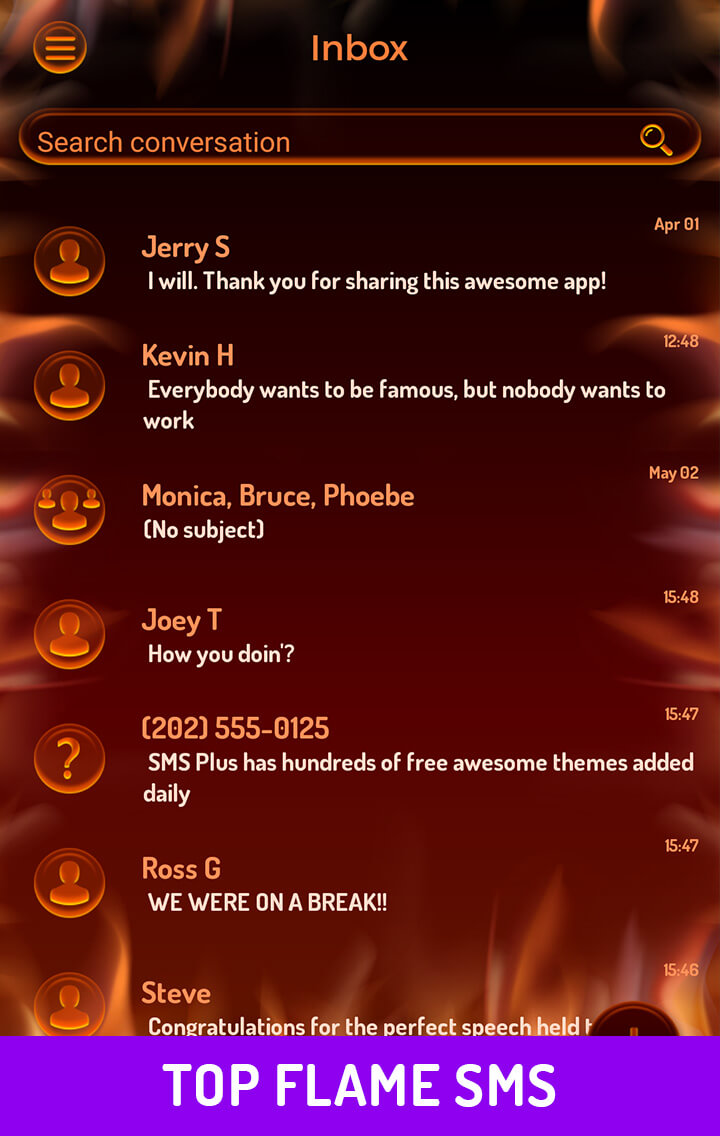 Inbox
Search conversation
Apr 01
Jerry S
I will. Thank you for sharing this awesome app!
12:48
Kevin H
Everybody wants to be famous, but nobody wants to
work
May 02
Monica, Bruce, Phoebe
(No subject)
15:48
Joey T
How you doin'?
15:47
(202) 555-0125
SMS Plus has hundreds of free awesome themes added
daily
15:47
Ross G
WE WERE ON A BREAK!!
15:46
Steve
Congratulations for the perfect speech held
TOP FLAME SMS